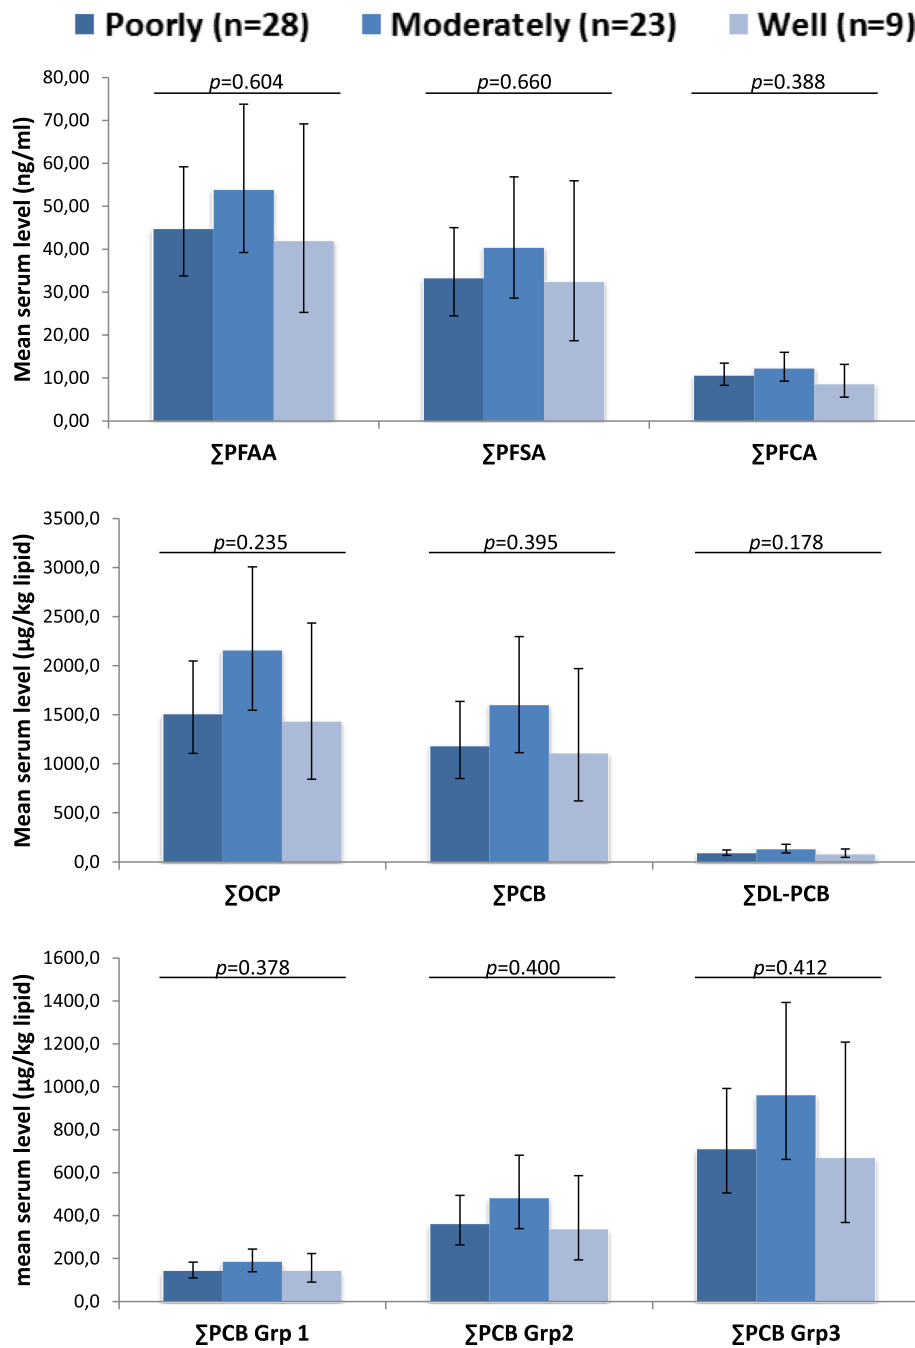 Poorly (n=28) Moderately (n=23) Well (n=9)
80,00
70,00
60,00
50,00
40,00
30,00
20,00
10,00
0,00
Mean serum level (ng/ml)
p=0.604 p=0.660 p=0.388
∑PFAA ∑PFSA ∑PFCA
3500,0
3000,0
2500,0
2000,0
1500,0
1000,0
500,0
0,0
Mean serum level (µg/kg lipid)
p=0.235 p=0.395 p=0.178
∑OCP ∑PCB ∑DL-PCB
1600,0
1400,0
1200,0
1000,0
800,0
600,0
400,0
200,0
0,0
mean serum level (µg/kg lipid)
p=0.378 p=0.400 p=0.412
∑PCB Grp 1 ∑PCB Grp2 ∑PCB Grp3